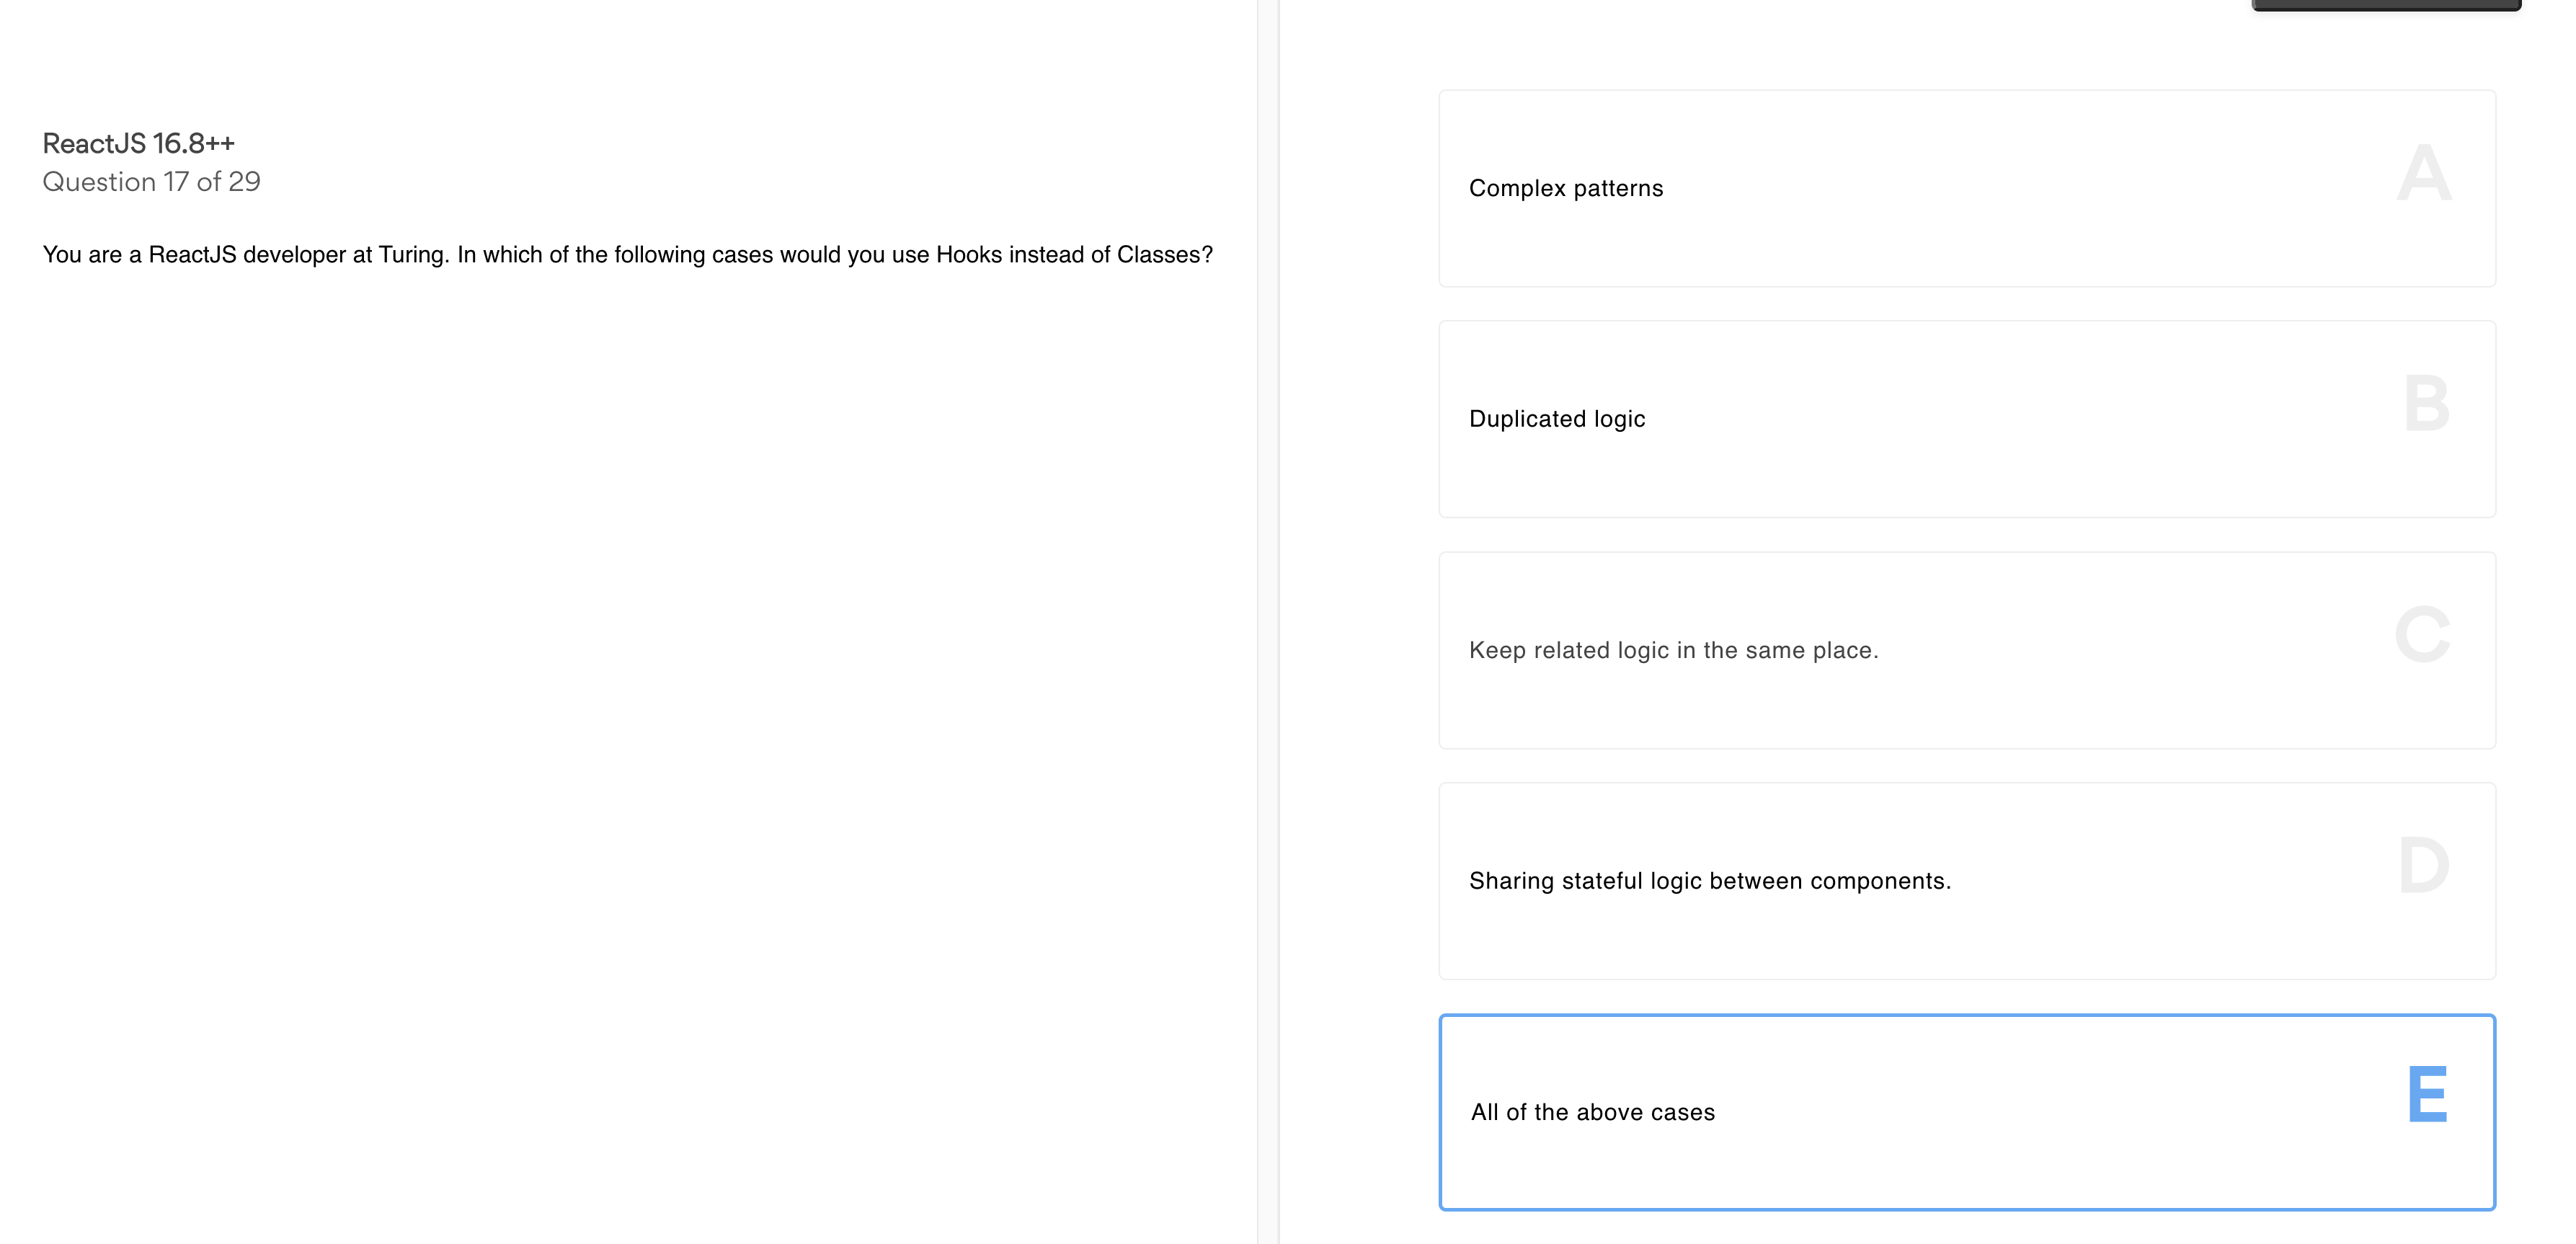 ReactJS 16.8++
Question 17 of 29
You are a ReactJS developer at Turing. In which of the following cases would you use Hooks instead of Classes?
A
Complex patterns
B
Duplicated logic
C
Keep related logic in the same place.
D
Sharing stateful logic between components.
E
All of the above cases